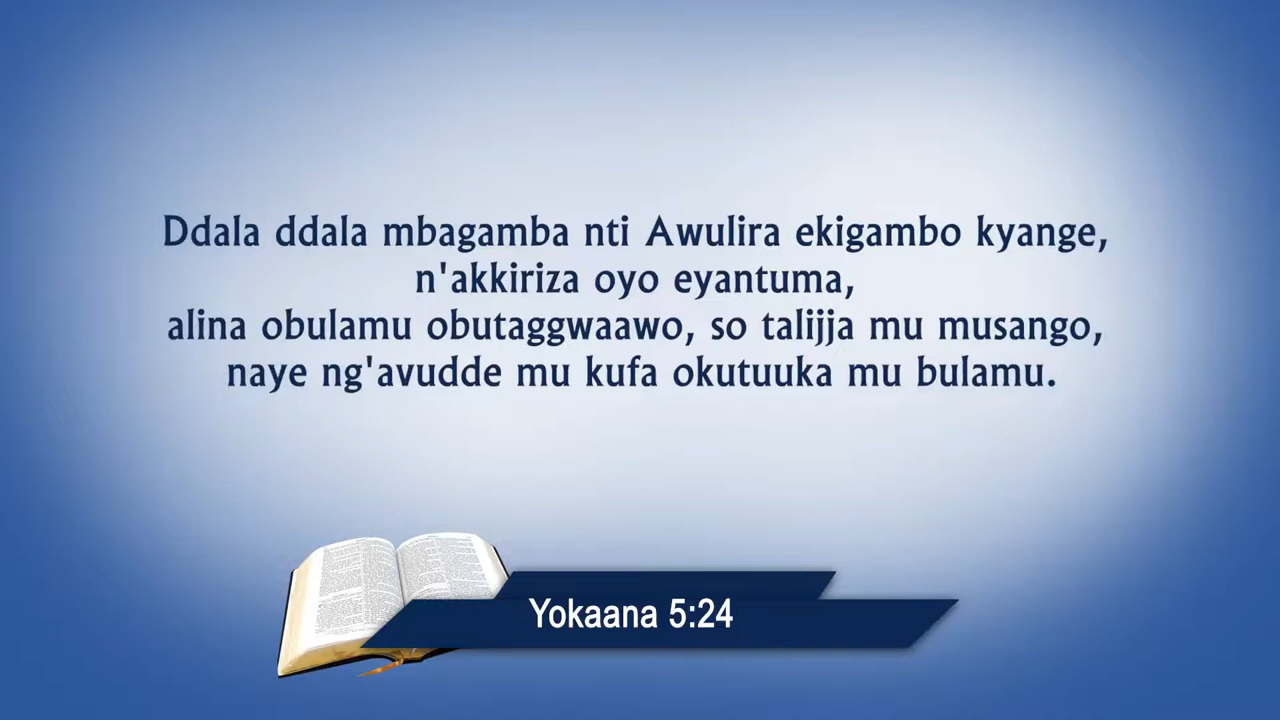 Ddala ddala mbagamba nti Awulira ekigambo kyange,
n'akkiriza oyo eyantuma,
alina obulamu obutaggwaawo, so talijja mu musango,
naye ng'avudde mu kufa okutuuka mu bulamu.
Yokaana 5:24